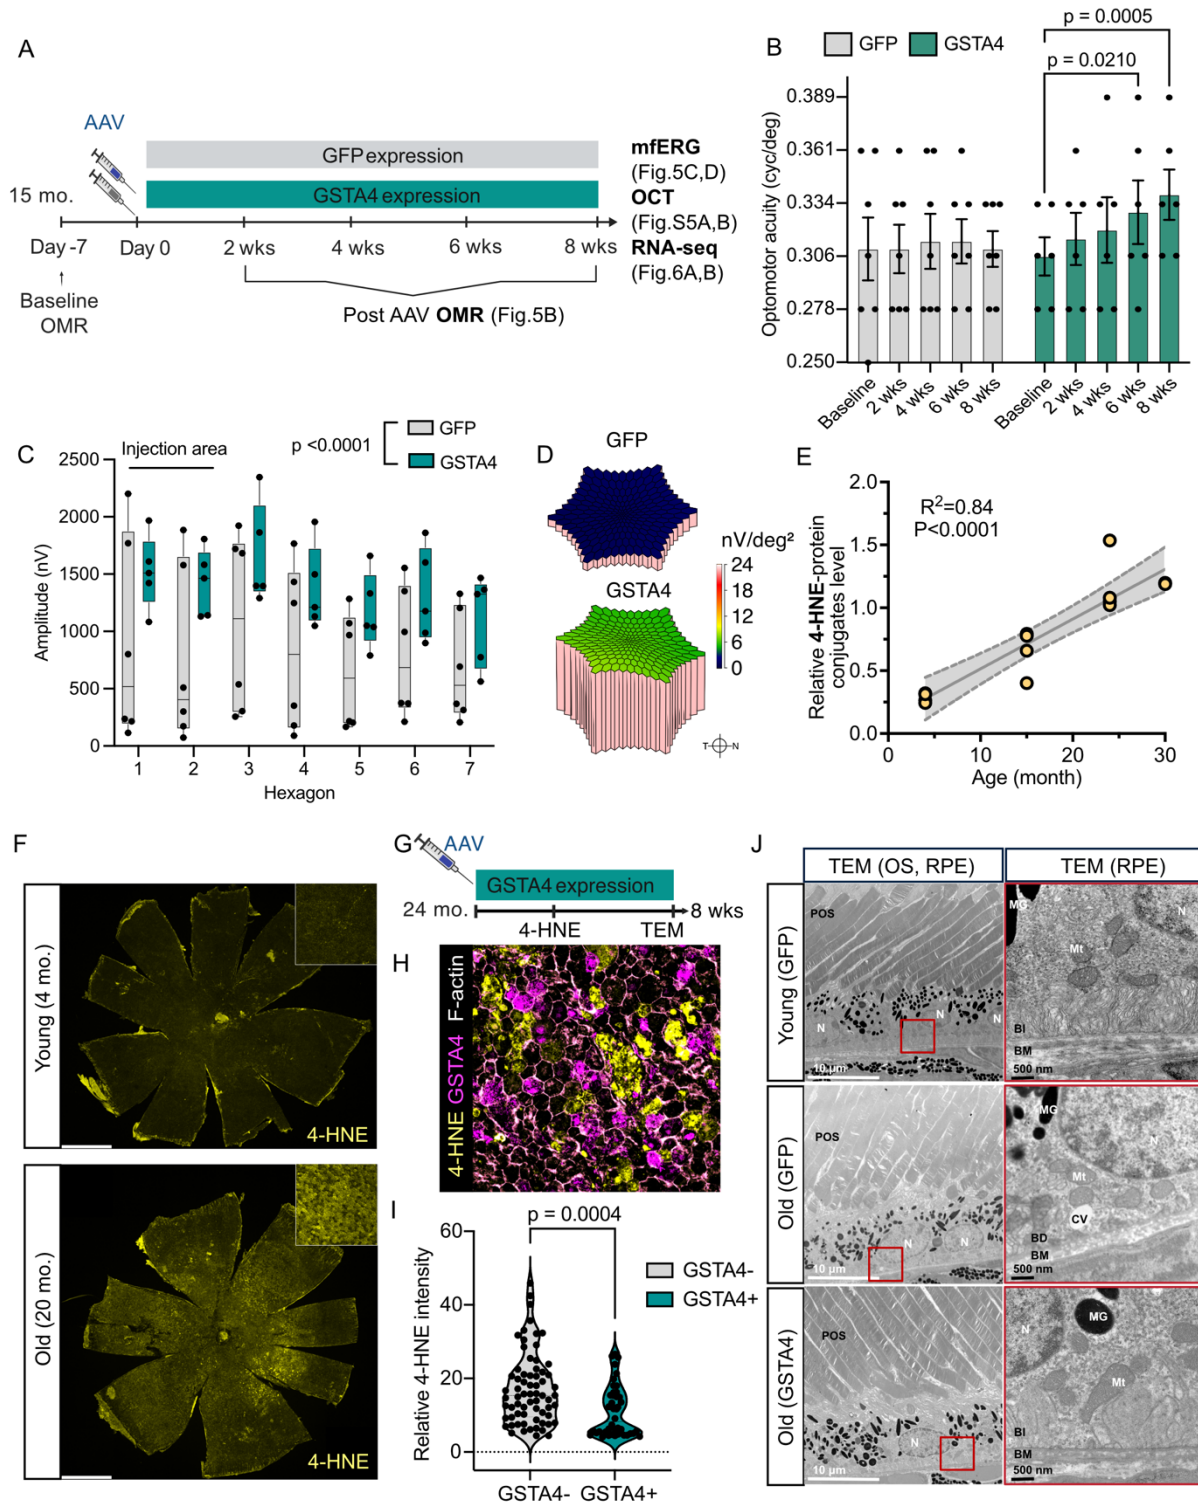 A
AAV
GFP expression
GSTA4 expression
15 mo.
Day -7
Day 0
2 wks
4 wks
6 wks
8 wks
mfERG
(Fig.5C,D)
OCT
(Fig.S5A,B)
RNA-seq
(Fig.6A,B)
Baseline
OMR
Post AAV OMR (Fig.5B)
B
GFP
GSTA4
p = 0.0005
p = 0.0210
Optomotor acuity (cyc/deg)
0.389
0.361
0.334
0.306
0.278
0.250
Baseline
2 wks
4 wks
6 wks
8 wks
Baseline
2 wks
4 wks
6 wks
8 wks
C
Injection area
p <0.0001
GFP
GSTA4
Amplitude (nV)
2500
2000
1500
1000
500
0
1 2 3 4 5 6 7
Hexagon
D
GFP
GSTA4
nV/deg²
24
18
12
6
0
T N
E
R²=0.84
P<0.0001
Relative 4-HNE-protein
conjugates level
2.0
1.5
1.0
0.5
0.0
0 10 20 30
Age (month)
F
Young (4 mo.)
4-HNE
Old (20 mo.)
4-HNE
G
AAV
GSTA4 expression
24 mo.
8 wks
4-HNE
TEM
H
4-HNE GSTA4 F-actin
I
p = 0.0004
GSTA4-
GSTA4+
Relative 4-HNE intensity
60
40
20
0
GSTA4- GSTA4+
J
TEM (OS, RPE)
TEM (RPE)
Young (GFP)
POS
N
N
10 µm
MG
N
Mt
BI
BM
500 nm
Old (GFP)
POS
N
N
10 µm
MG
N
Mt
CV
BD
BM
500 nm
Old (GSTA4)
POS
N
10 µm
N
MG
Mt
BI
BM
500 nm